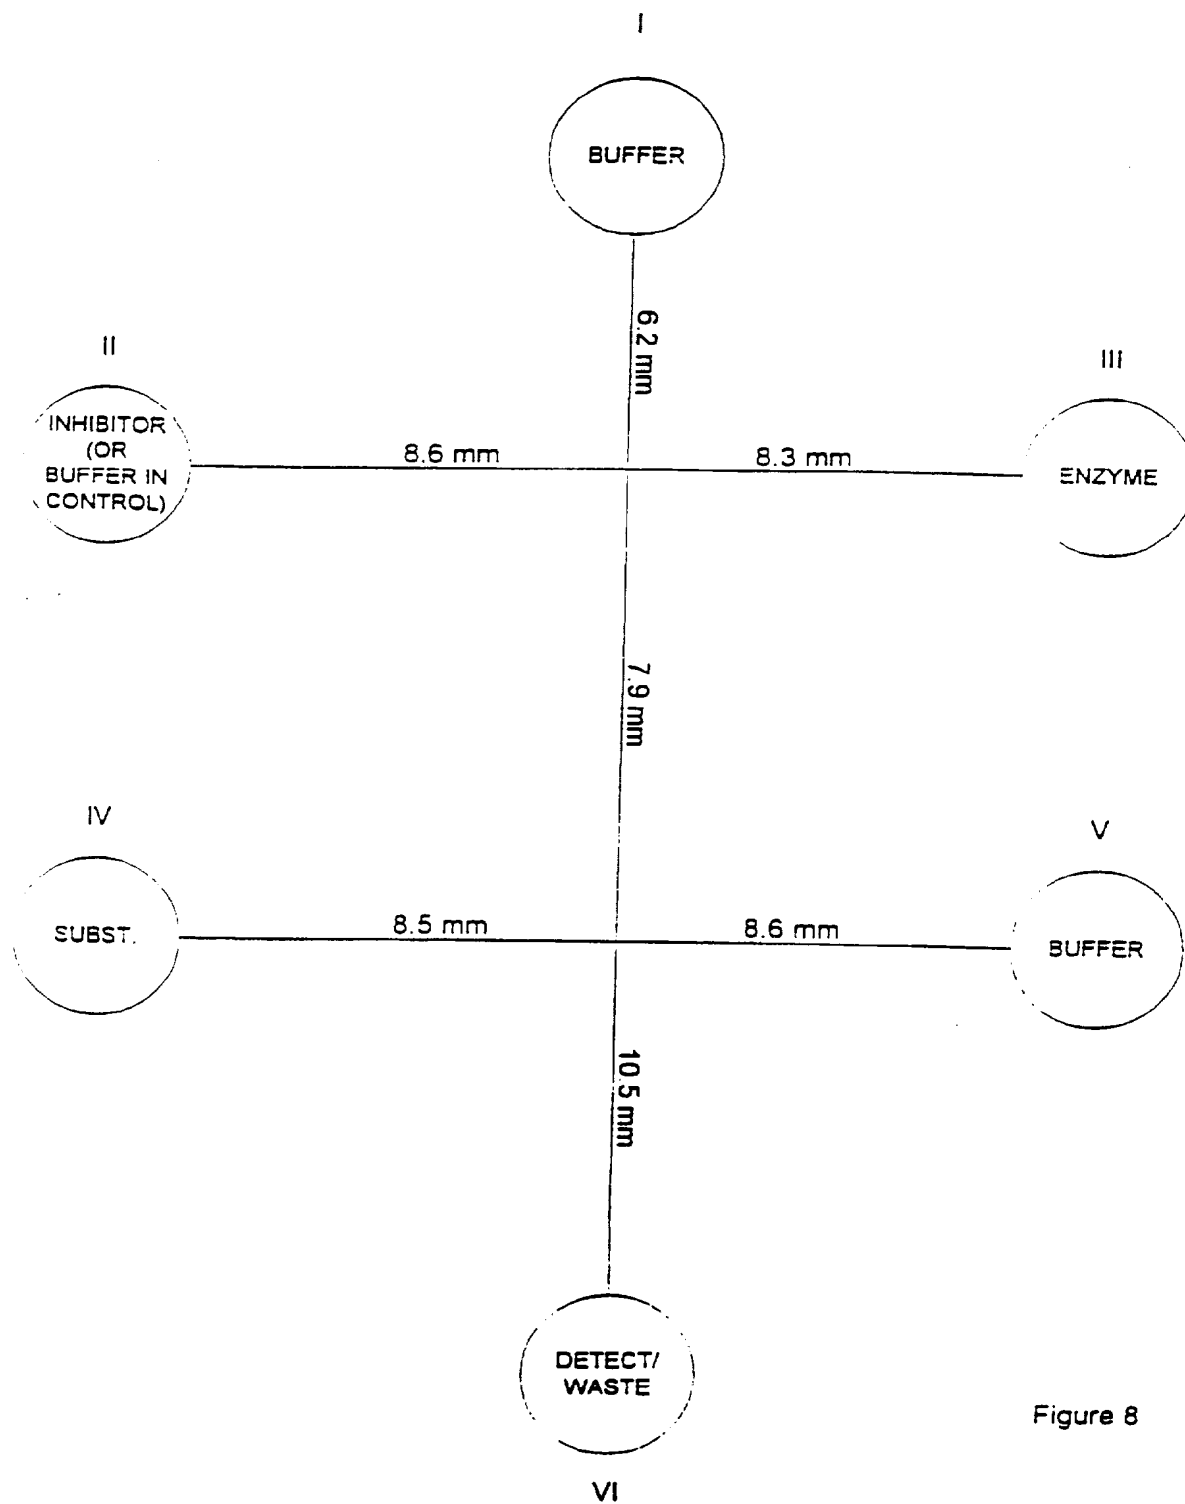 I
BUFFER
6.2 mm
II
INHIBITOR
(OR
BUFFER IN
CONTROL)
8.6 mm
8.3 mm
III
ENZYME
7.9 mm
IV
SUBST.
8.5 mm
8.6 mm
V
BUFFER
10.5 mm
DETECT/
WASTE
VI
Figure 8